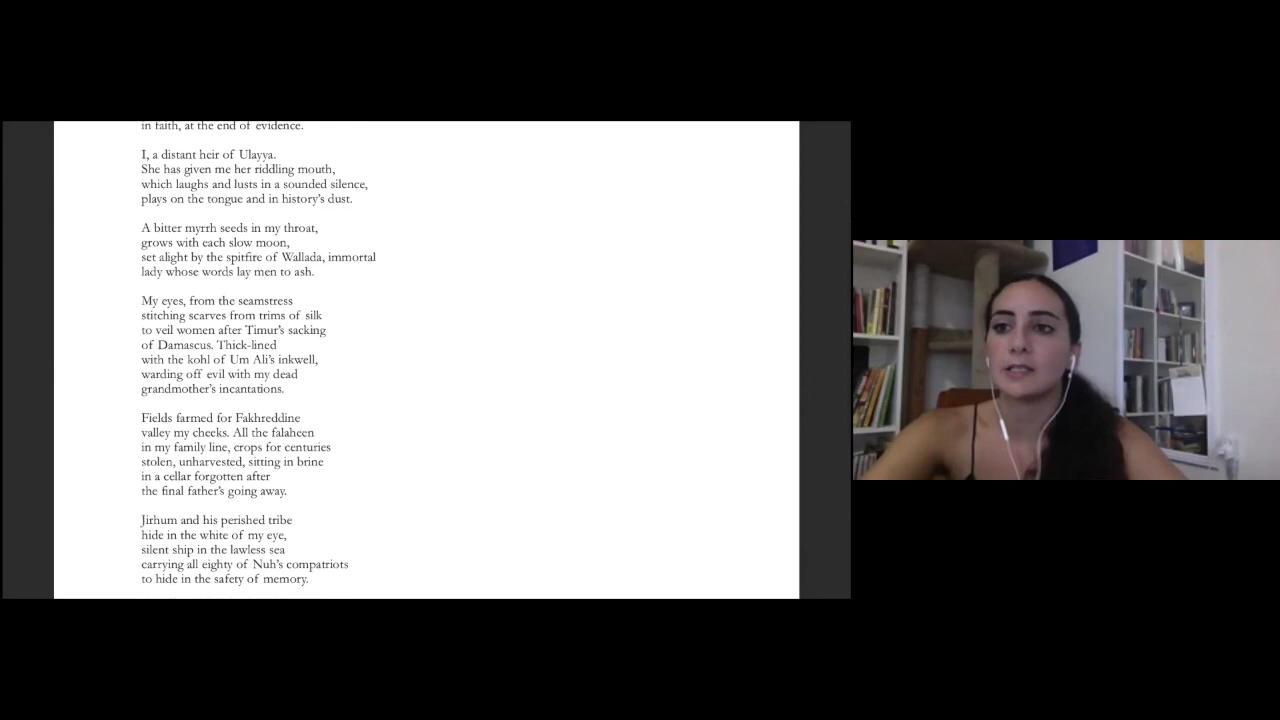 in faith, at the end of evidence.
I, a distant heir of Ulayya.
She has given me her riddling mouth,
which laughs and lusts in a sounded silence,
plays on the tongue and in history's dust.
A bitter myrrh seeds in my throat,
grows with each slow moon,
set alight by the spitfire of Wallada, immortal
lady whose words lay men to ash.
My eyes, from the seamstress
stitching scarves from trims of silk
to veil women after Timur's sacking
of Damascus. Thick-lined
with the kohl of Um Ali's inkwell,
warding off evil with my dead
grandmother's incantations.
Fields farmed for Fakhreddine
valley my cheeks. All the falaheen
in my family line, crops for centuries
stolen, unharvested, sitting in brine
in a cellar forgotten after
the final father's going away.
Jirhum and his perished tribe
hide in the white of my eye,
silent ship in the lawless sea
carrying all eighty of Nuh's compatriots
to hide in the safety of memory.